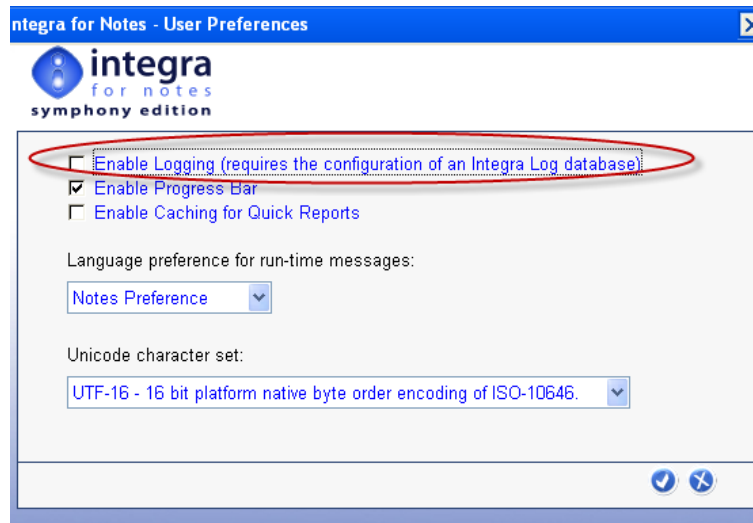 ntegra for Notes - User Preferences
integra
for notes
symphony edition
Enable Logging (requires the configuration of an Integra Log database)
Enable Progress Bar
Enable Caching for Quick Reports
Language preference for run-time messages:
Notes Preference
Unicode character set:
UTF-16 - 16 bit platform native byte order encoding of ISO-10646.